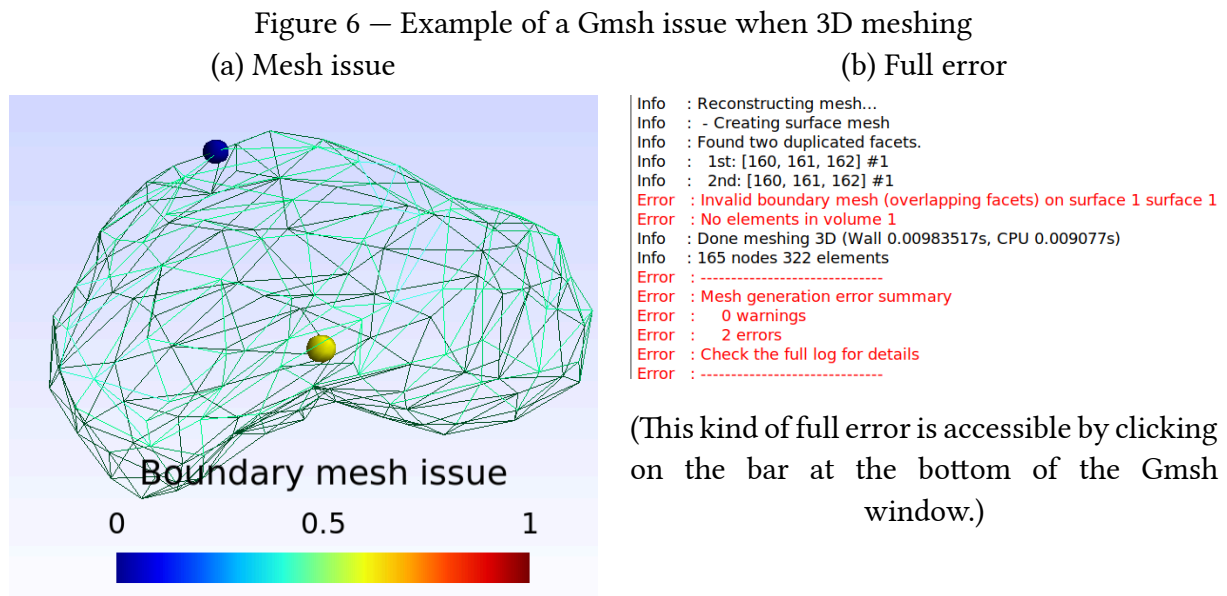 Figure 6 — Example of a Gmsh issue when 3D meshing
(a) Mesh issue
Boundary mesh issue
0 0.5 1
(b) Full error
Info : Reconstructing mesh...
Info : - Creating surface mesh
Info : Found two duplicated facets.
Info : 1st: [160, 161, 162] #1
Info : 2nd: [160, 161, 162] #1
Error : Invalid boundary mesh (overlapping facets) on surface 1 surface 1
Error : No elements in volume 1
Info : Done meshing 3D (Wall 0.00983517s, CPU 0.009077s)
Info : 165 nodes 322 elements
Error : ------------------------------
Error : Mesh generation error summary
Error : 0 warnings
Error : 2 errors
Error : Check the full log for details
Error : ------------------------------
(This kind of full error is accessible by clicking
on the bar at the bottom of the Gmsh
window.)